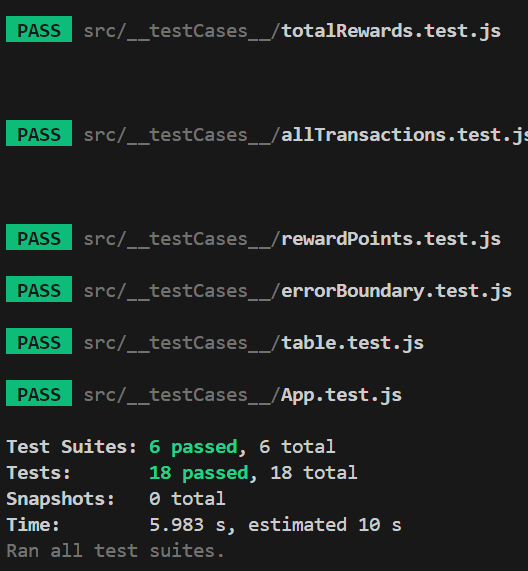 PASS src/__testCases__/totalRewards.test.js
PASS src/__testCases__/allTransactions.test.js
PASS src/__testCases__/rewardPoints.test.js
PASS src/__testCases__/errorBoundary.test.js
PASS src/__testCases__/table.test.js
PASS src/__testCases__/App.test.js
Test Suites: 6 passed, 6 total
Tests: 18 passed, 18 total
Snapshots: 0 total
Time: 5.983 s, estimated 10 s
Ran all test suites.